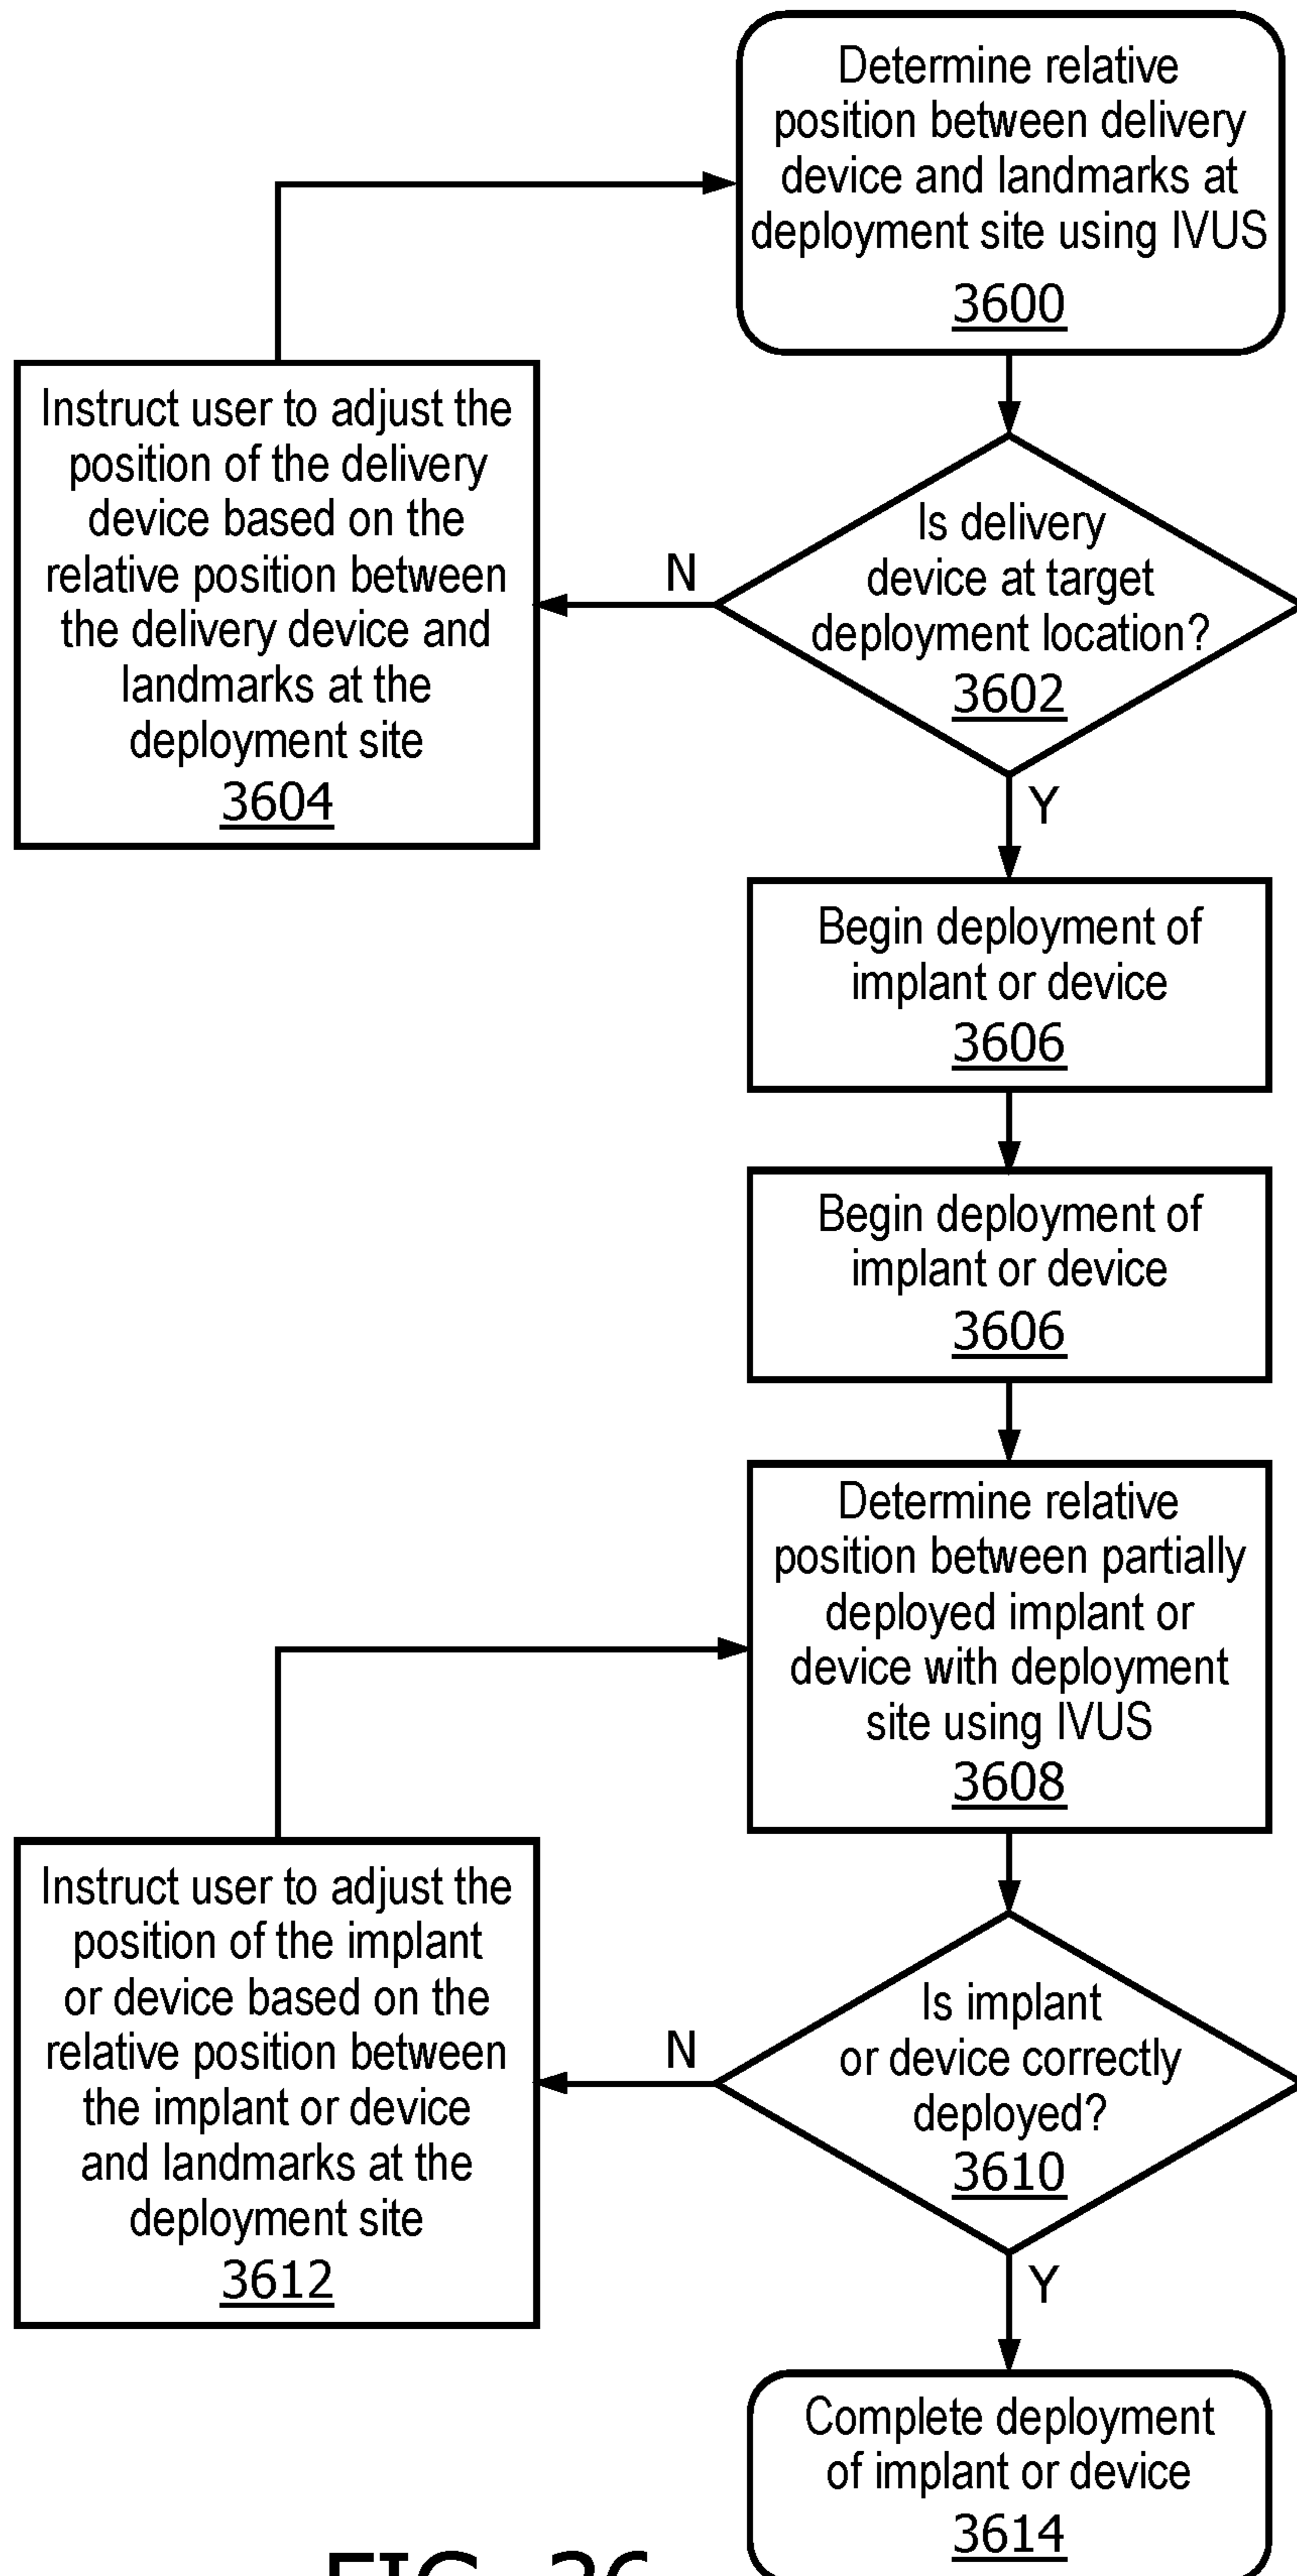 Determine relative
position between delivery
device and landmarks at
deployment site using IVUS
3600
Instruct user to adjust the
position of the delivery
device based on the
relative position between
the delivery device and
landmarks at the
deployment site
3604
N
Is delivery
device at target
deployment location?
3602
Y
Begin deployment of
implant or device
3606
Begin deployment of
implant or device
3606
Determine relative
position between partially
deployed implant or
device with deployment
site using IVUS
3608
Instruct user to adjust the
position of the implant
or device based on the
relative position between
the implant or device
and landmarks at the
deployment site
3612
N
Is implant
or device correctly
deployed?
3610
Y
Complete deployment
of implant or device
3614
FIG. 36